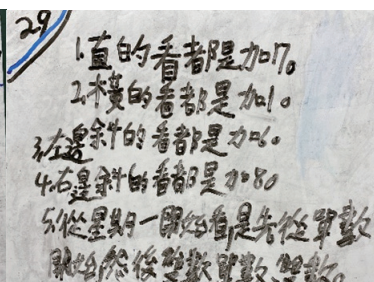 29
1.直的看都是加7。
2.橫的看都是加1。
3.左邊斜的看都是加6。
4.右邊斜的看都是加8。
5.從星期一開始看,是先從單數
開始,然後雙數、單數、雙數。